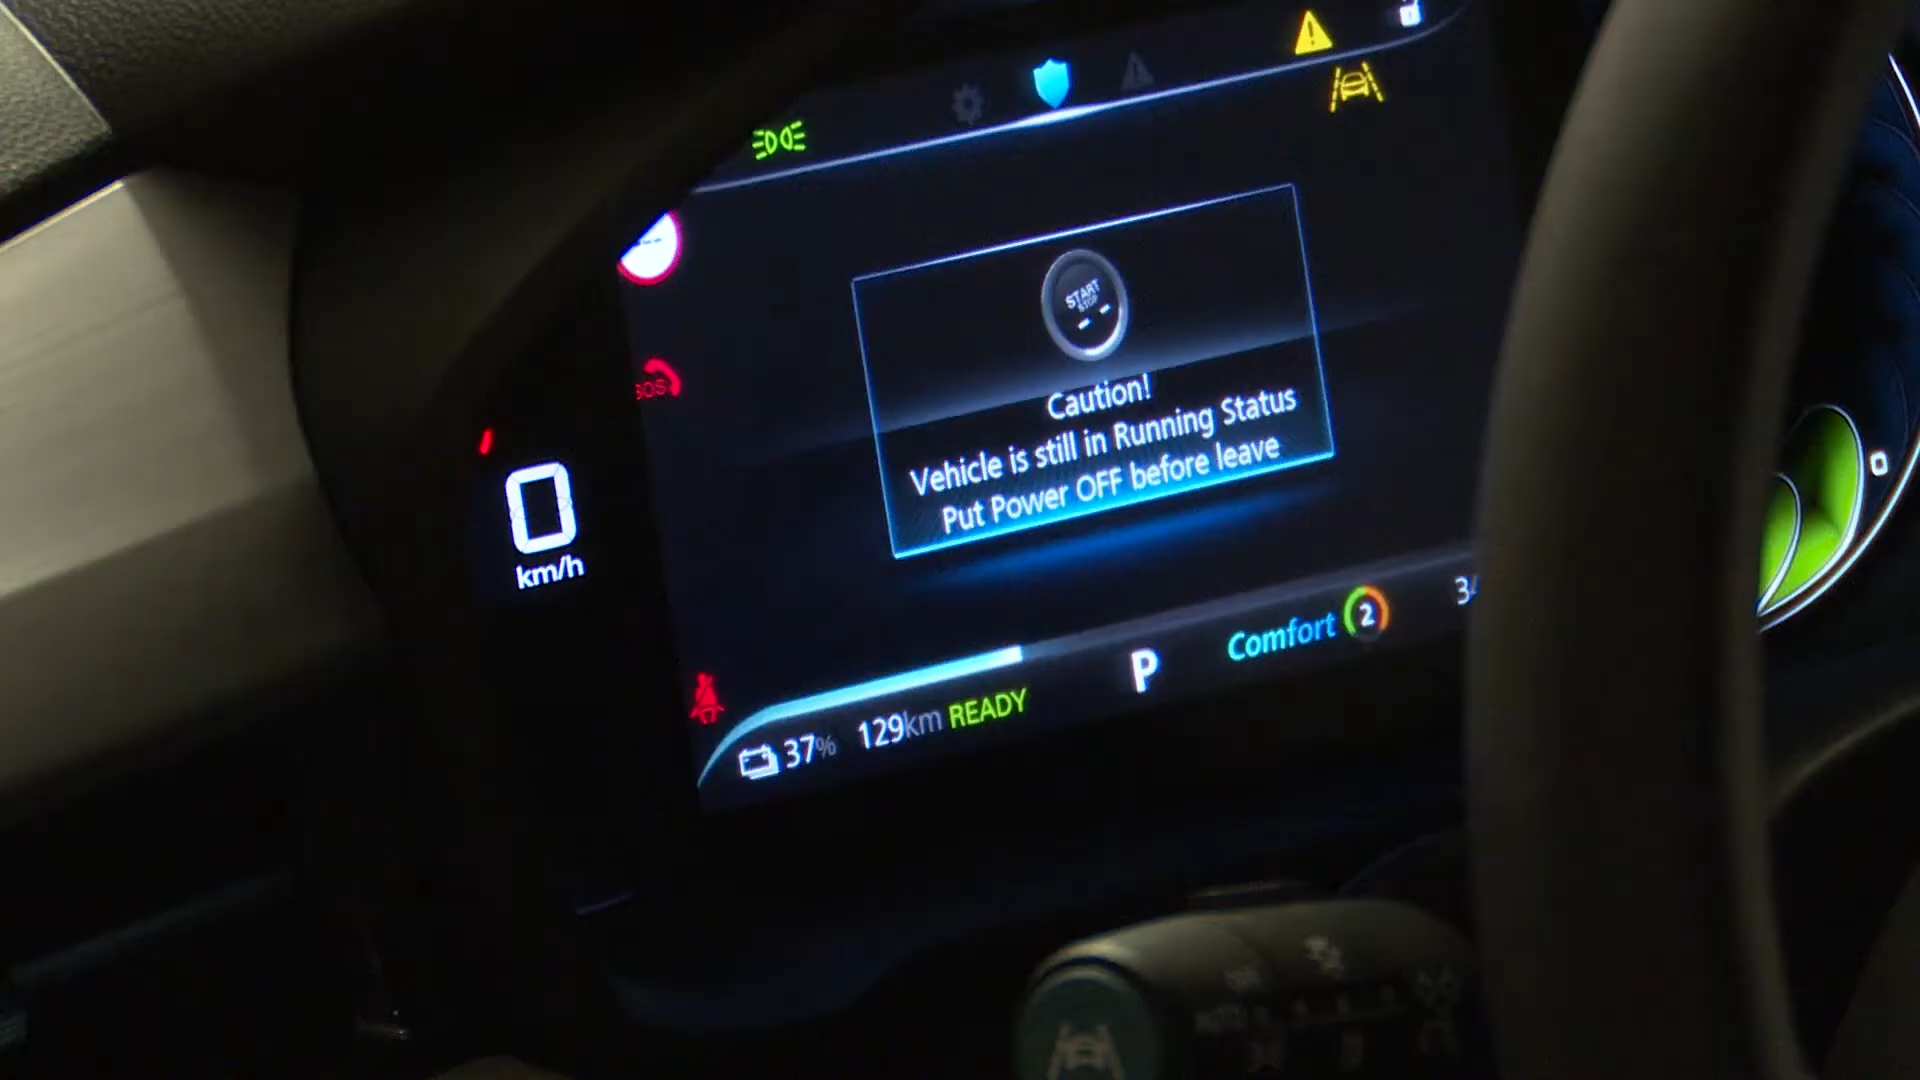 START
STOP
Caution!
Vehicle is still in Running Status
Put Power OFF before leave
SOS
0
km/h
0
Comfort 2
P
37% 129km READY